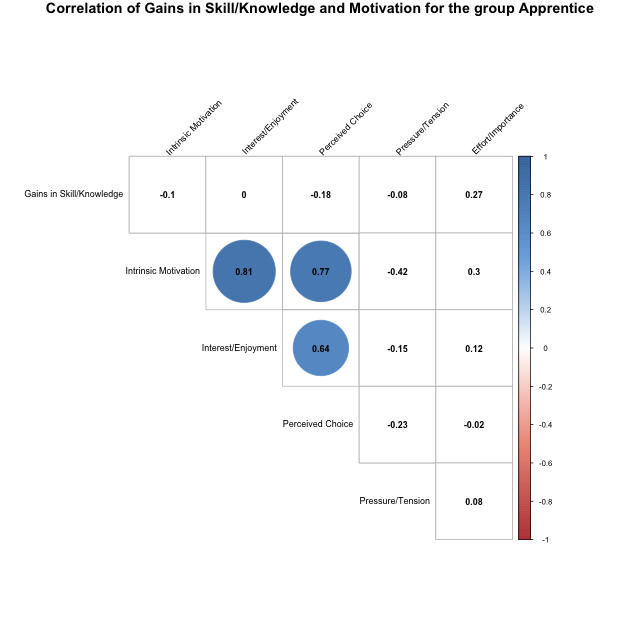 Correlation of Gains in Skill/Knowledge and Motivation for the group Apprentice
Intrinsic Motivation
Interest/Enjoyment
Perceived Choice
Pressure/Tension
Effort/Importance
Gains in Skill/Knowledge -0.1 0 -0.18 -0.08 0.27
Intrinsic Motivation 0.81 0.77 -0.42 0.3
Interest/Enjoyment 0.64 -0.15 0.12
Perceived Choice -0.23 -0.02
Pressure/Tension 0.08
1
0.8
0.6
0.4
0.2
0
-0.2
-0.4
-0.6
-0.8
-1